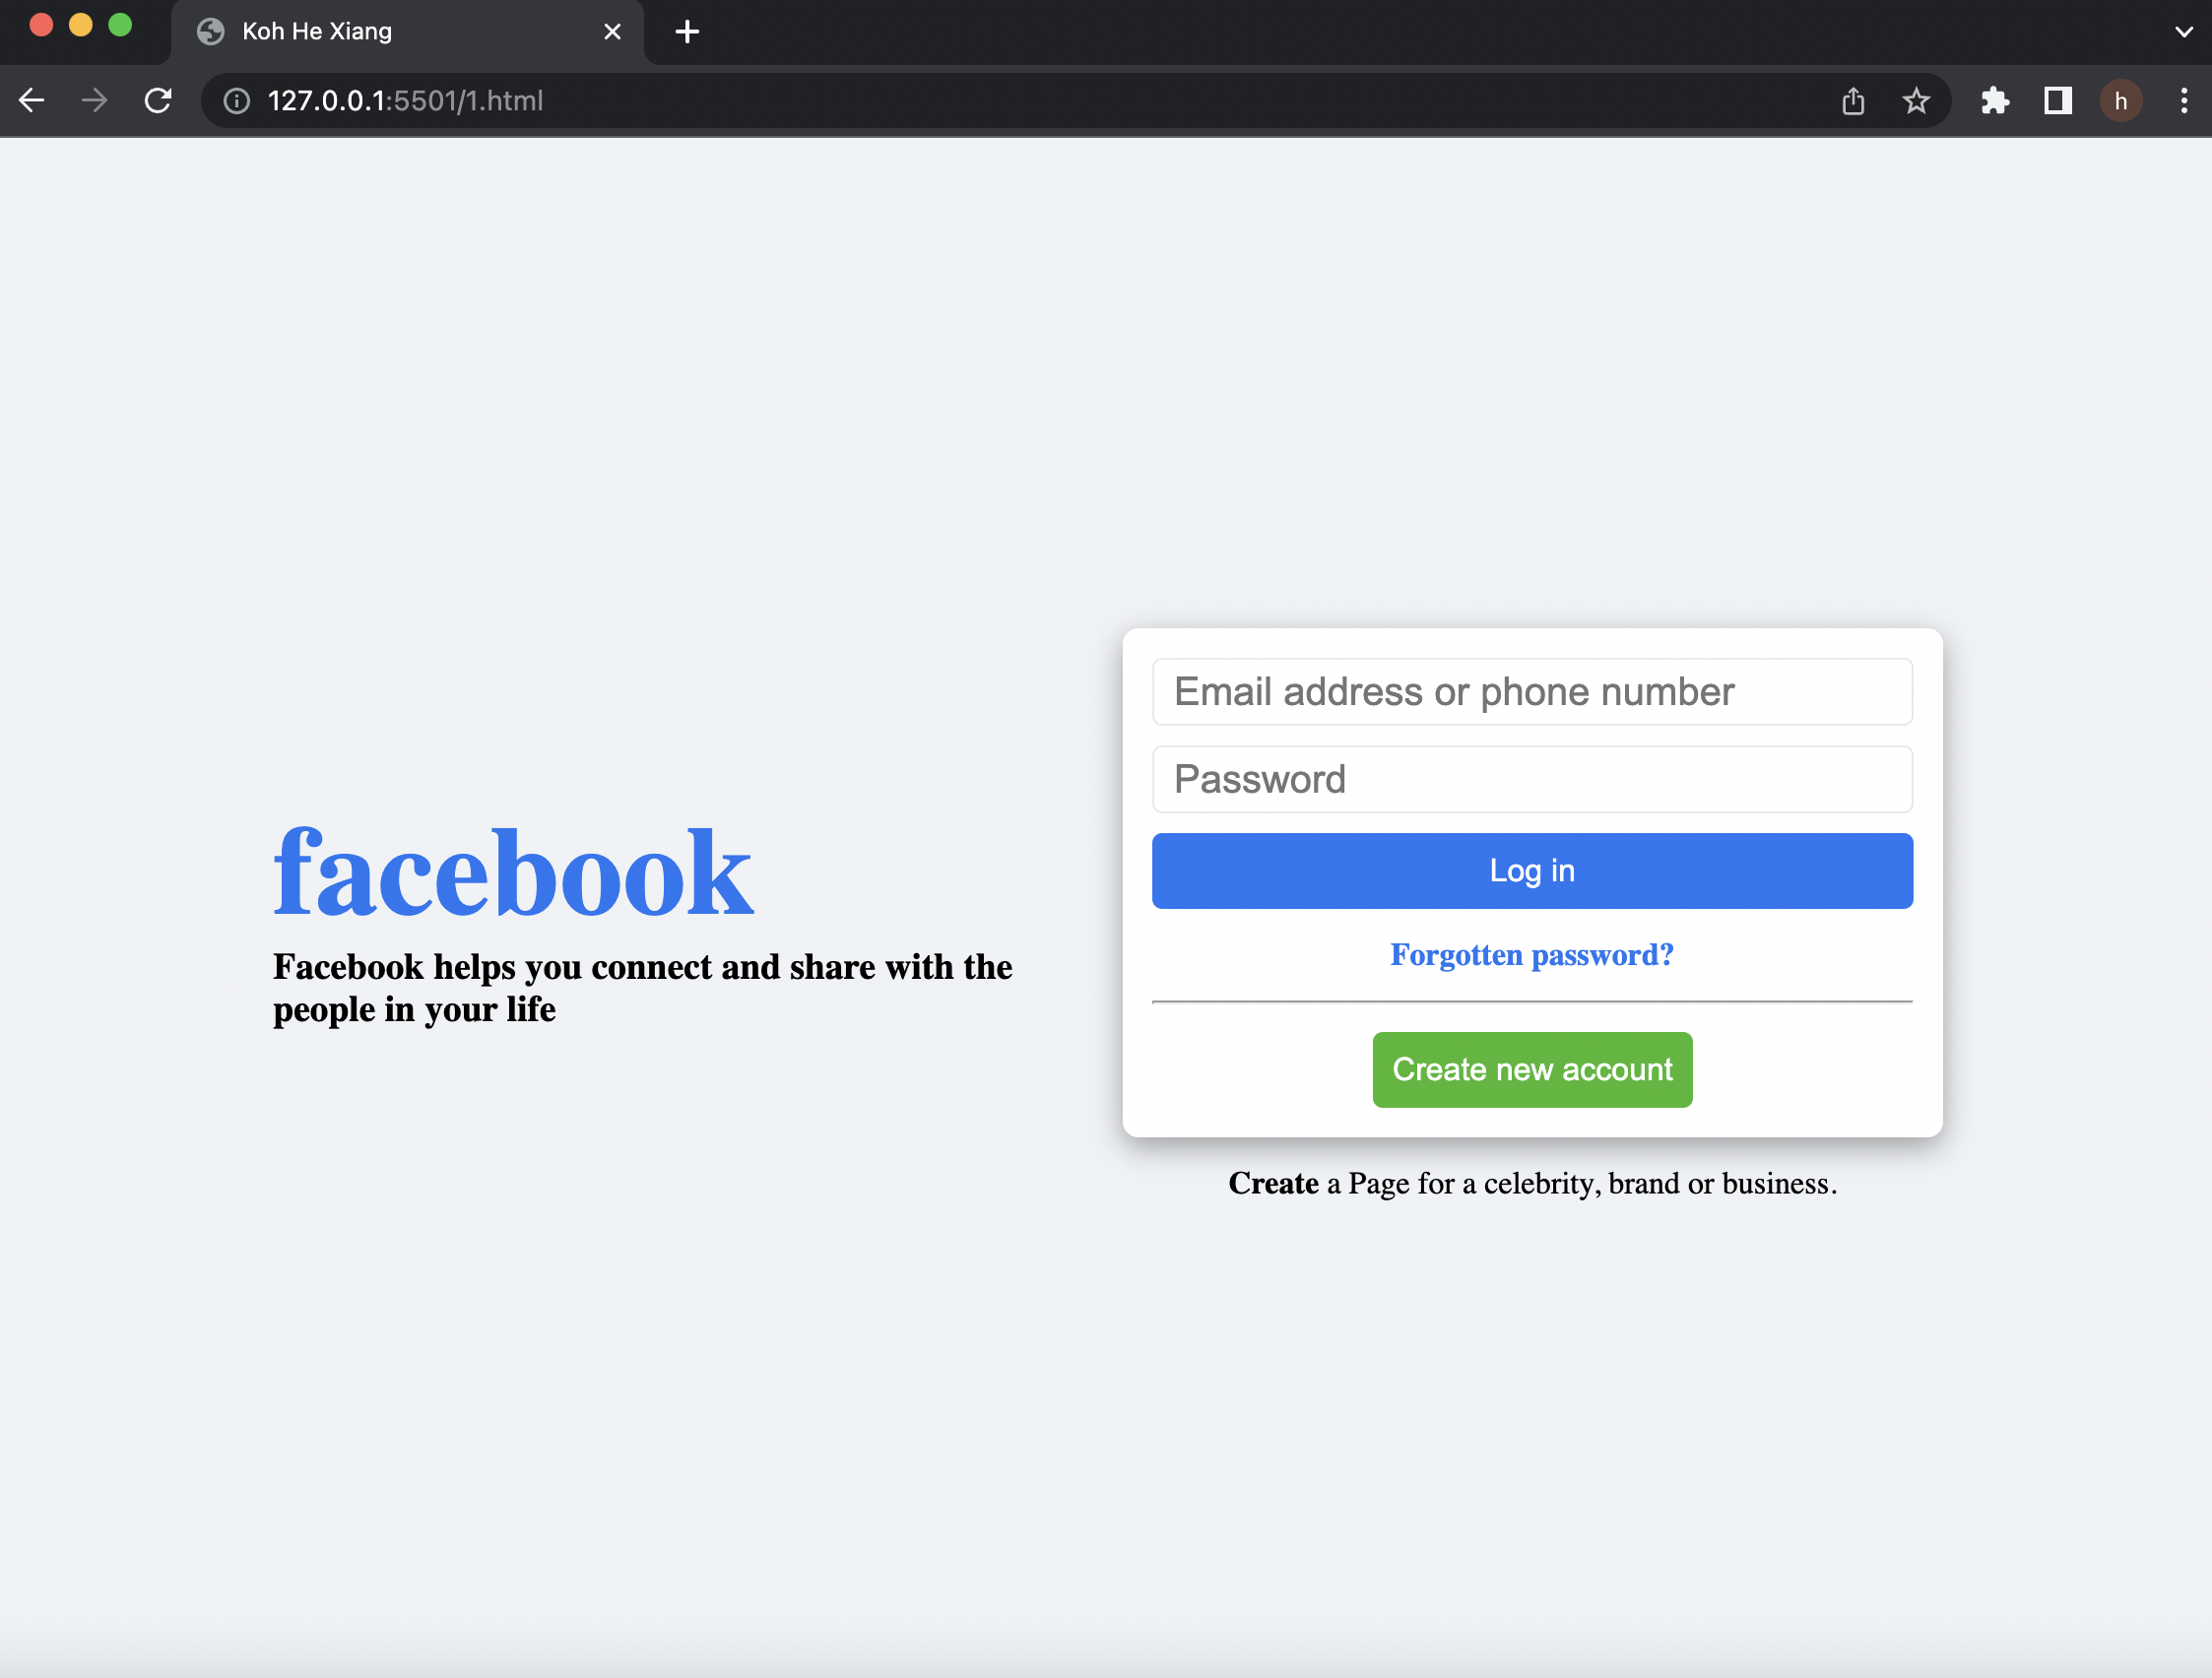 Koh He Xiang
127.0.0.1:5501/1.html
h
facebook
Facebook helps you connect and share with the
people in your life
Email address or phone number
Password
Log in
Forgotten password?
Create new account
Create a Page for a celebrity, brand or business.